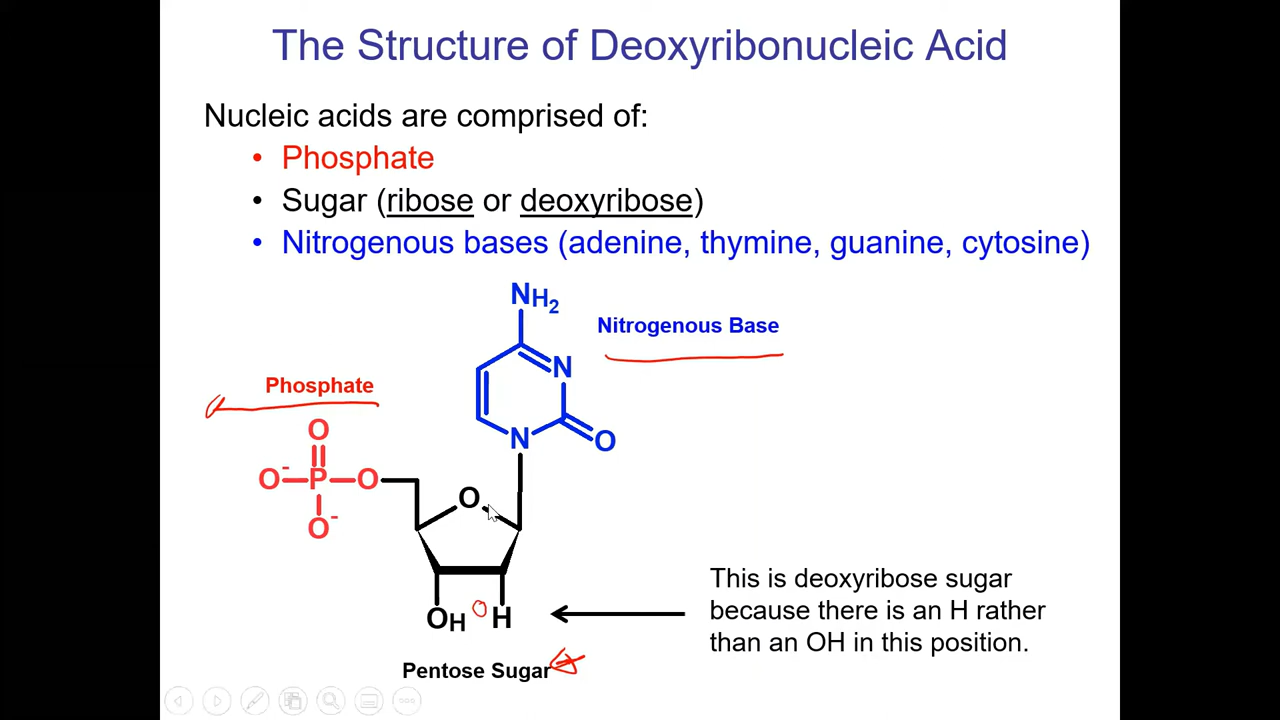 The Structure of Deoxyribonucleic Acid
Nucleic acids are comprised of:
• Phosphate
• Sugar (ribose or deoxyribose)
• Nitrogenous bases (adenine, thymine, guanine, cytosine)
NH2
Nitrogenous Base
N
Phosphate
O
N
O
O- P O
O
O-
This is deoxyribose sugar
because there is an H rather
than an OH in this position.
OH O H
Pentose Sugar